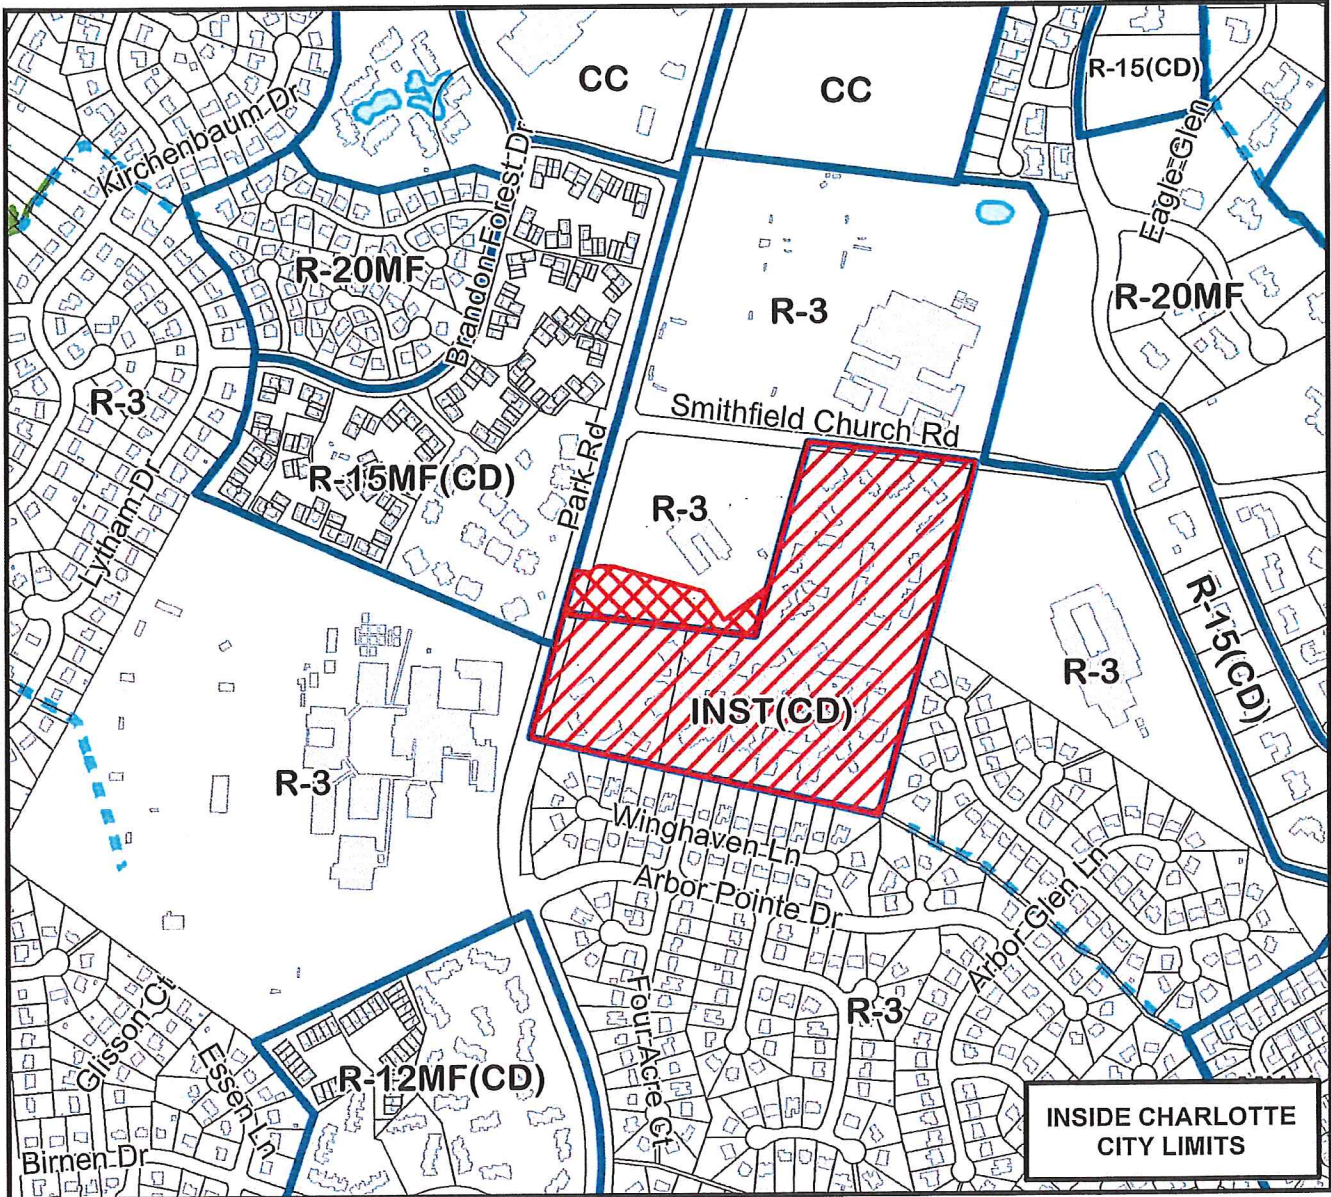 CC
CC
R-15(CD)
Kirchenbaum Dr
Brandon Forest Dr
Eagle Glen
R-20MF
R-3
R-20MF
R-3
Smithfield Church Rd
Park Rd
R-15MF(CD)
R-3
Lytham Dr
R-15(CD)
R-3
INST(CD)
R-3
Winghaven Ln
Arbor Pointe Dr
Arbor Glen Ln
Four Acre Ct
R-3
Glisson Ct
Essen Ln
R-12MF(CD)
Birnen Dr
INSIDE CHARLOTTE
CITY LIMITS